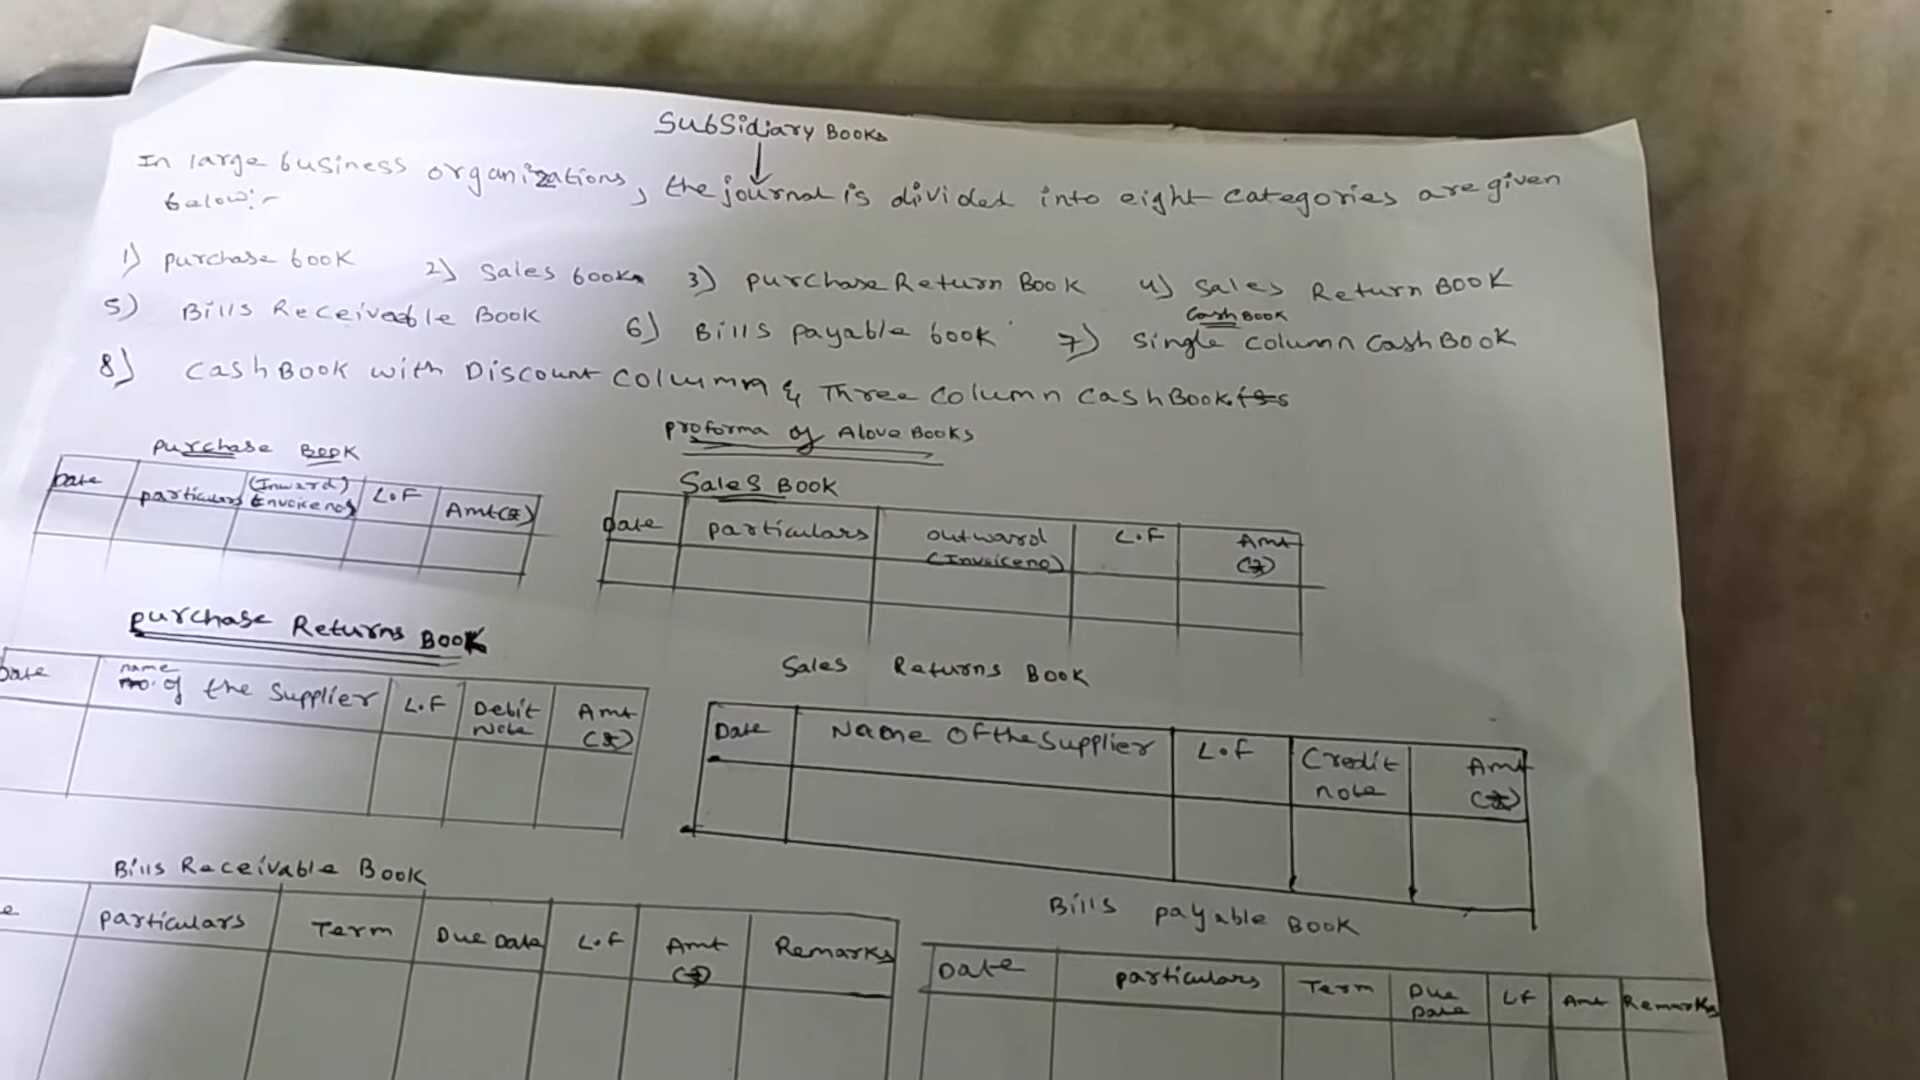 Subsidiary Books
In large business organizations, the journal is divided into eight categories are given
below:-
1) purchase book 2) Sales book 3) purchase Return Book 4) Sales Return Book
5) Bills Receivable Book 6) Bills payable book 7) Single column Cash Book
Cash Book
8) Cash Book with Discount column & Three column Cash Book
proforma of Alove Books
purchase Book
Date particulars (Inward) Invoice no L.F Amt(₹)
Sales Book
Date particulars outward (Invoice no) L.F Amt (₹)
purchase Returns Book
Date name of the Supplier L.F Debit Note Amt (₹)
Sales Returns Book
Date Name Of the Supplier L.F Credit note Amt (₹)
Bills Receivable Book
e particulars Term Due Date L.F Amt (₹) Remarks
Bills payable Book
Date particulars Term Due Date LF Amt Remarks